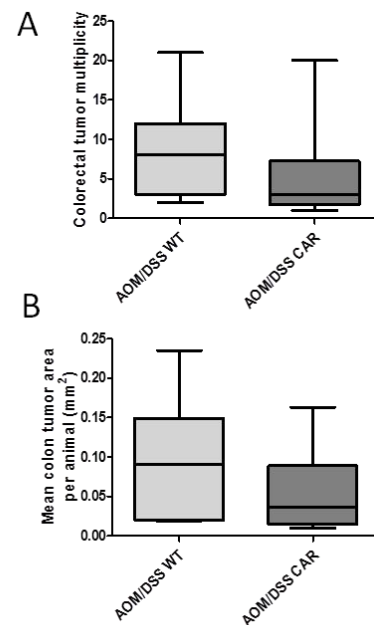 A
Colorectal tumor multiplicity
25
20
15
10
5
0
AOM/DSS WT
AOM/DSS CAR
B
Mean colon tumor area
per animal (mm²)
0.25
0.20
0.15
0.10
0.05
0.00
AOM/DSS WT
AOM/DSS CAR